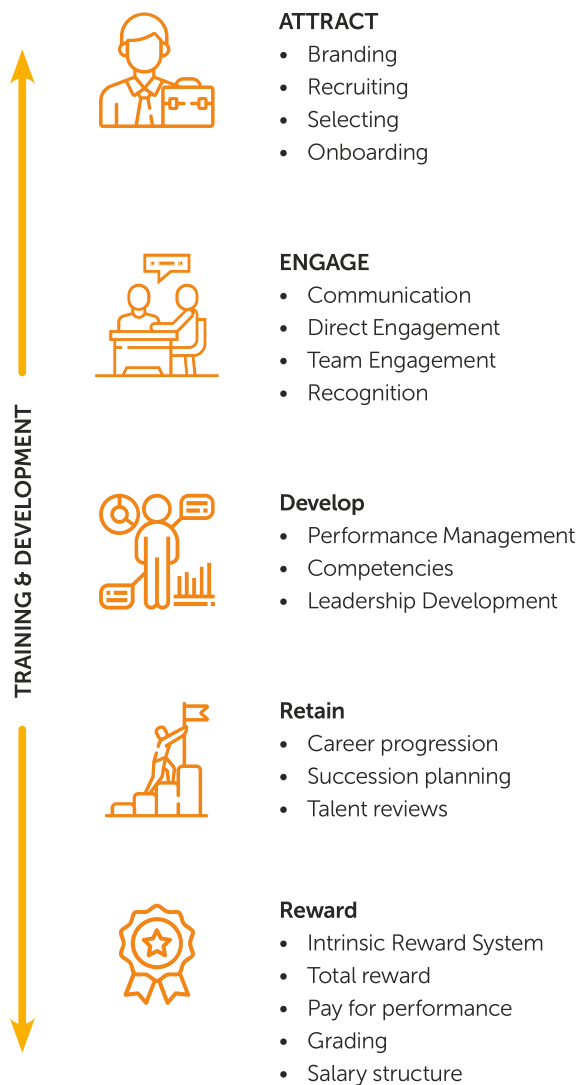 ATTRACT
• Branding
• Recruiting
• Selecting
• Onboarding
ENGAGE
• Communication
• Direct Engagement
• Team Engagement
• Recognition
TRAINING & DEVELOPMENT
Develop
• Performance Management
• Competencies
• Leadership Development
Retain
• Career progression
• Succession planning
• Talent reviews
Reward
• Intrinsic Reward System
• Total reward
• Pay for performance
• Grading
• Salary structure